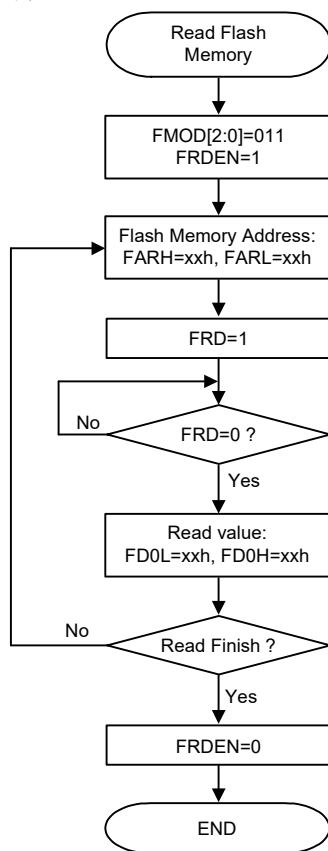 Read Flash
Memory
FMOD[2:0]=011
FRDEN=1
Flash Memory Address:
FARH=xxh, FARL=xxh
FRD=1
No
FRD=0 ?
Yes
Read value:
FD0L=xxh, FD0H=xxh
No
Read Finish ?
Yes
FRDEN=0
END